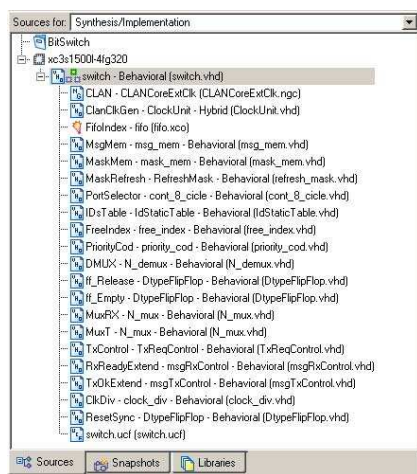 Sources for: Synthesis/Implementation
BitSwitch
xc3s1500l-4fg320
switch - Behavioral (switch.vhd)
CLAN - CLANCoreExtClk (CLANCoreExtClk.ngc)
ClanClkGen - ClockUnit - Hybrid (ClockUnit.vhd)
FifoIndex - fifo (fifo.xco)
MsgMem - msg_mem - Behavioral (msg_mem.vhd)
MaskMem - mask_mem - Behavioral (mask_mem.vhd)
MaskRefresh - RefreshMask - Behavioral (refresh_mask.vhd)
PortSelector - cont_8_cicle - Behavioral (cont_8_cicle.vhd)
IDsTable - IdStaticTable - Behavioral (IdStaticTable.vhd)
FreeIndex - free_index - Behavioral (free_index.vhd)
PriorityCod - priority_cod - Behavioral (priority_cod.vhd)
DMUX - N_demux - Behavioral (N_demux.vhd)
ff_Release - DtypeFlipFlop - Behavioral (DtypeFlipFlop.vhd)
ff_Empty - DtypeFlipFlop - Behavioral (DtypeFlipFlop.vhd)
MuxRX - N_mux - Behavioral (N_mux.vhd)
MuxT - N_mux - Behavioral (N_mux.vhd)
TxControl - TxReqControl - Behavioral (TxReqControl.vhd)
RxReadyExtend - msgRxControl - Behavioral (msgRxControl.vhd)
TxOkExtend - msgTxControl - Behavioral (msgTxControl.vhd)
ClkDiv - clock_div - Behavioral (clock_div.vhd)
ResetSync - DtypeFlipFlop - Behavioral (DtypeFlipFlop.vhd)
switch.ucf (switch.ucf)
Sources Snapshots Libraries